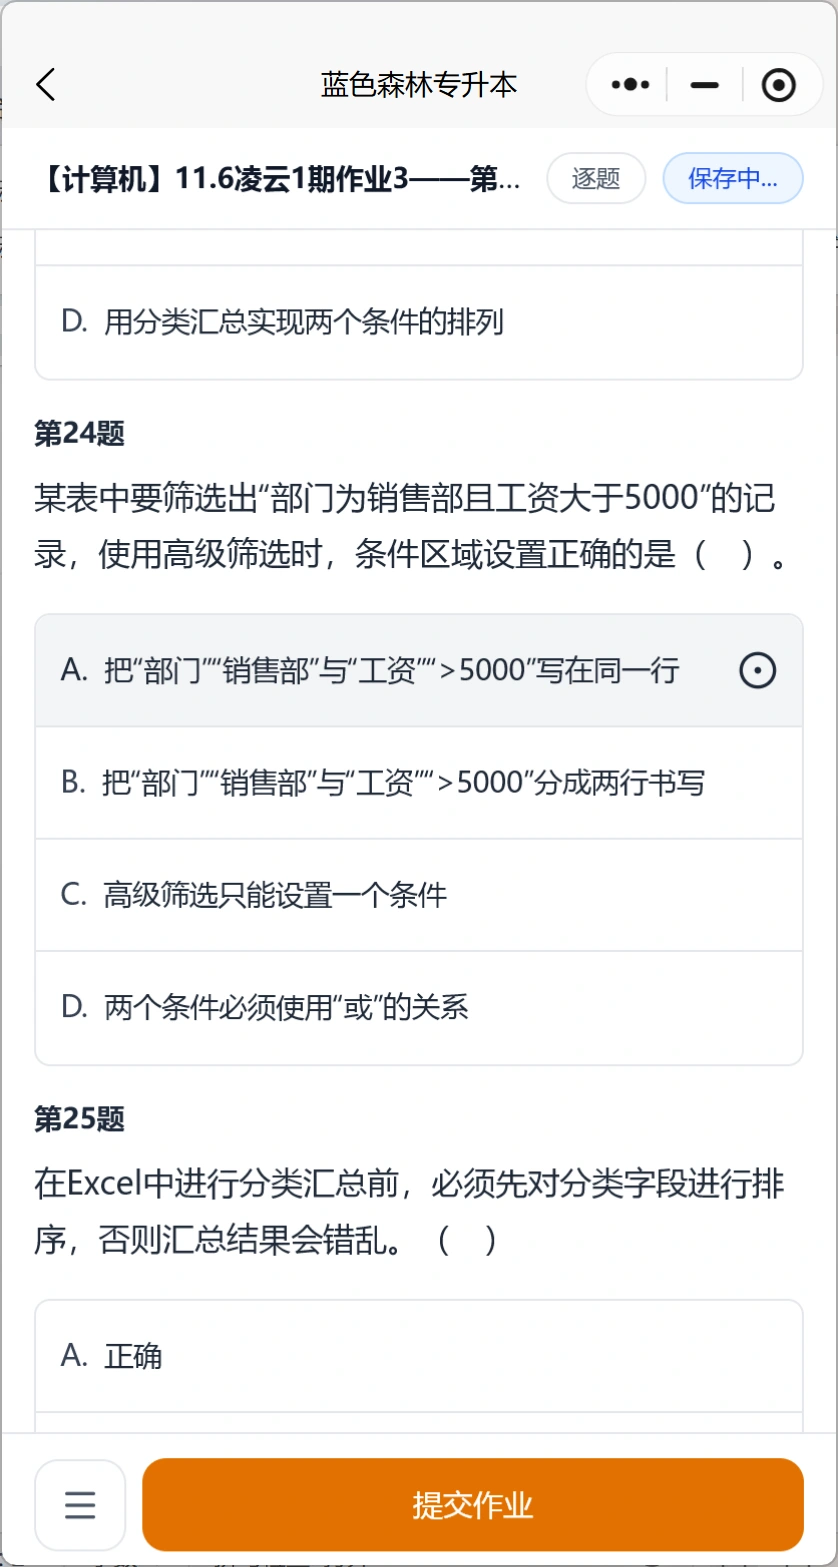 蓝色森林专升本
【计算机】11.6凌云1期作业3——第...
逐题
保存中...
D. 用分类汇总实现两个条件的排列
第24题
某表中要筛选出“部门为销售部且工资大于5000”的记
录，使用高级筛选时，条件区域设置正确的是（　）。
A. 把“部门”“销售部”与“工资”“>5000”写在同一行
B. 把“部门”“销售部”与“工资”“>5000”分成两行书写
C. 高级筛选只能设置一个条件
D. 两个条件必须使用“或”的关系
第25题
在Excel中进行分类汇总前，必须先对分类字段进行排
序，否则汇总结果会错乱。（　）
A. 正确
提交作业